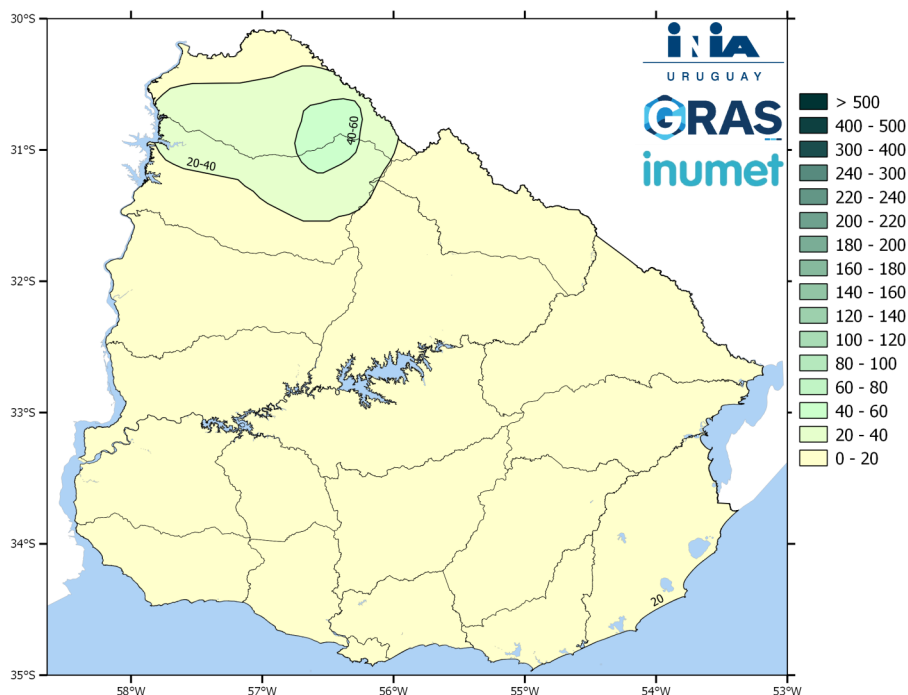 30°S
31°S
32°S
33°S
34°S
35°S
58°W
57°W
56°W
55°W
54°W
53°W
20-40
40-60
20
iNiA
URUGUAY
GRAS
inumet
> 500
400 - 500
300 - 400
240 - 300
220 - 240
200 - 220
180 - 200
160 - 180
140 - 160
120 - 140
100 - 120
80 - 100
60 - 80
40 - 60
20 - 40
0 - 20